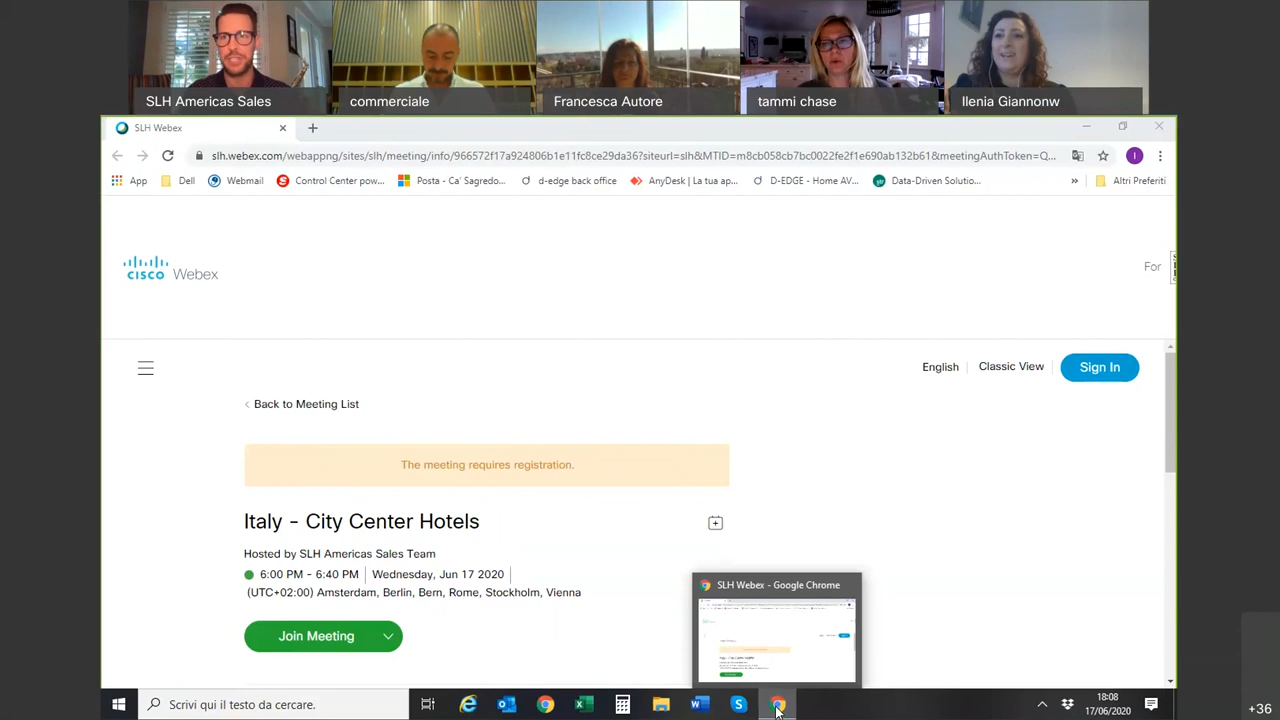 SLH Americas Sales
commerciale
Francesca Autore
tammi chase
Ilenia Giannonw
SLH Webex
slh.webex.com/webappng/sites/slh/meeting/info/966572f17a924806b1e11fc8ce29da36?siteurl=slh&MTID=m8cb058cb7bc0022fe2f1e690ab132b61&meetingAuthToken=Q...
I
App
Dell
Webmail
Control Center pow...
Posta - Ca' Sagredo...
d-edge back office
AnyDesk | La tua ap...
D-EDGE - Home AV...
Data-Driven Solutio...
»
Altri Preferiti
CISCO Webex
For
English
Classic View
Sign In
Back to Meeting List
The meeting requires registration.
Italy - City Center Hotels
Hosted by SLH Americas Sales Team
6:00 PM - 6:40 PM | Wednesday, Jun 17 2020 |
(UTC+02:00) Amsterdam, Berlin, Bern, Rome, Stockholm, Vienna
Join Meeting
SLH Webex - Google Chrome
Scrivi qui il testo da cercare.
18:08
17/06/2020
+36